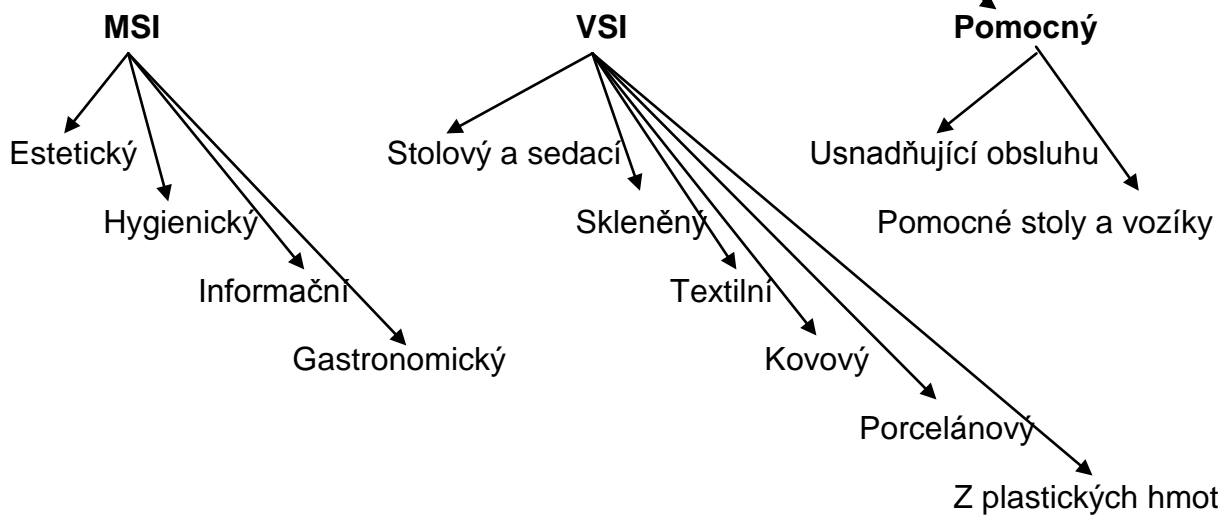 MSI VSI Pomocný
Estetický Stolový a sedací Usnadňující obsluhu
Hygienický Skleněný Pomocné stoly a vozíky
Informační Textilní
Gastronomický Kovový
Porcelánový
Z plastických hmot